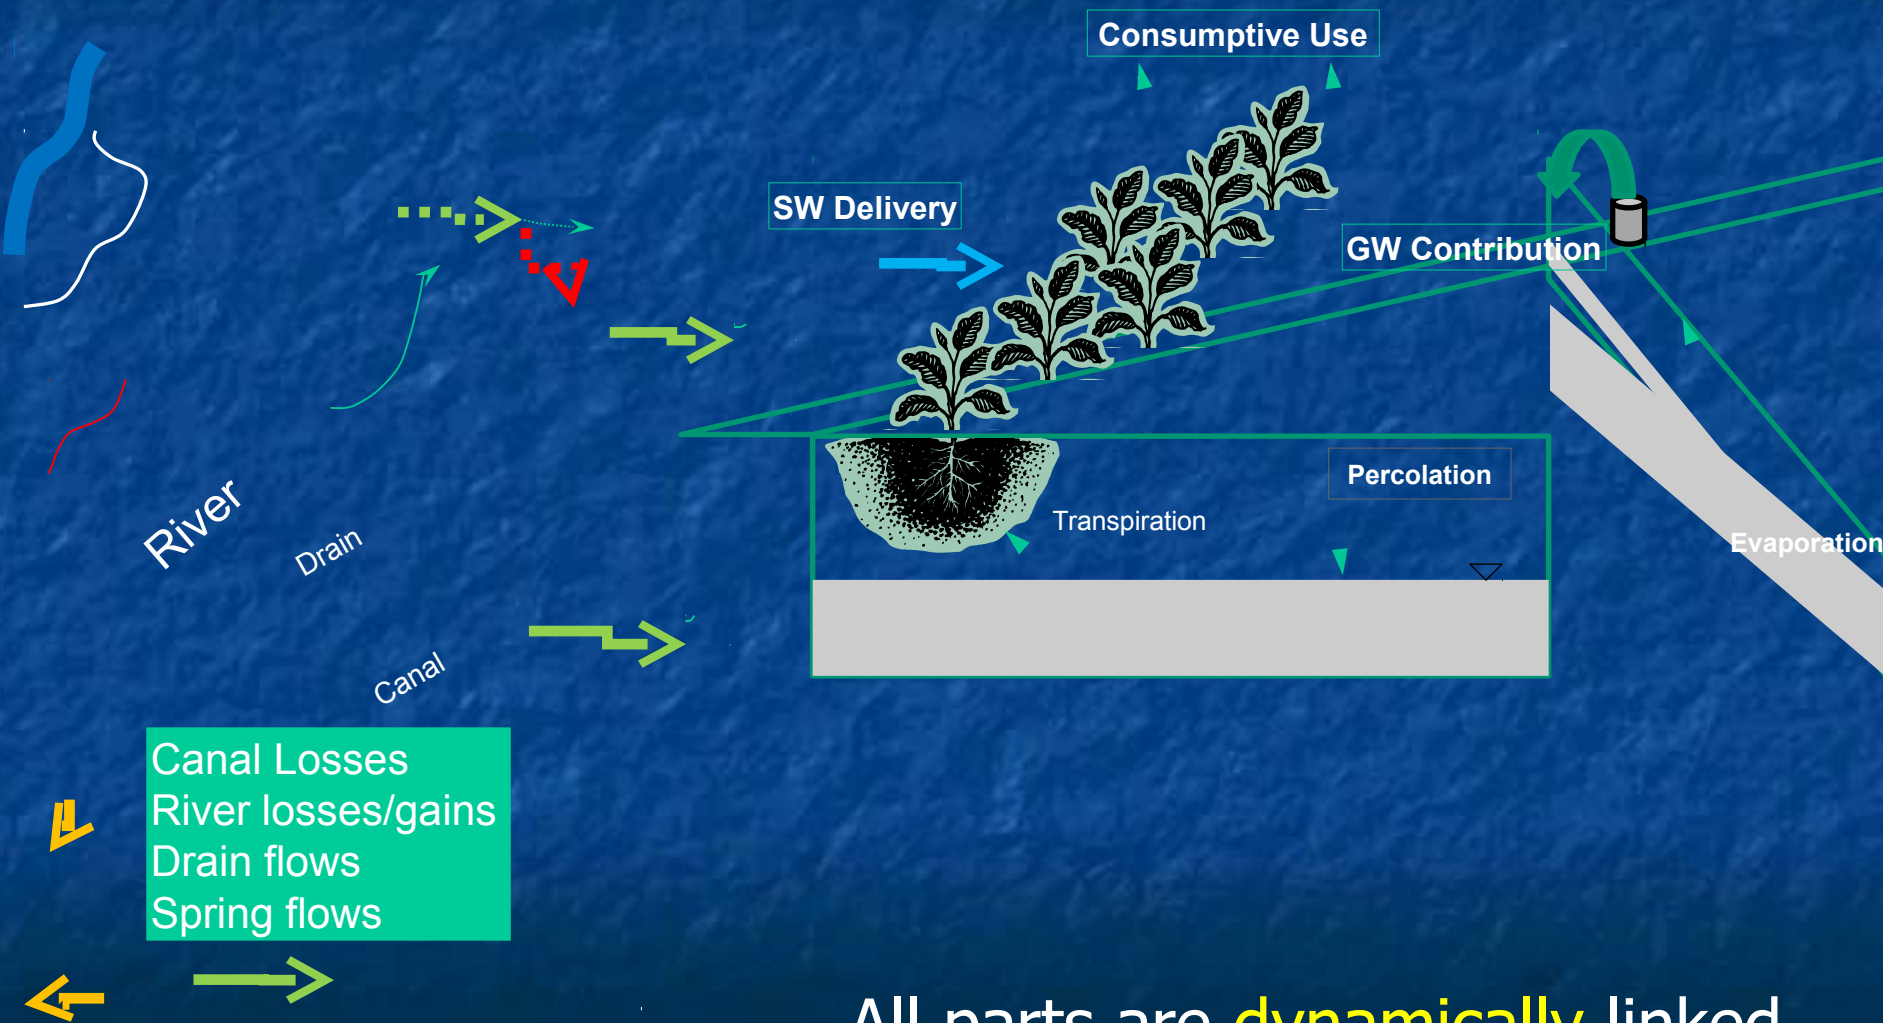 Consumptive Use
SW Delivery
GW Contribution
Percolation
Transpiration
Evaporation
River
Drain
Canal
Canal Losses
River losses/gains
Drain flows
Spring flows
All parts are dynamically linked